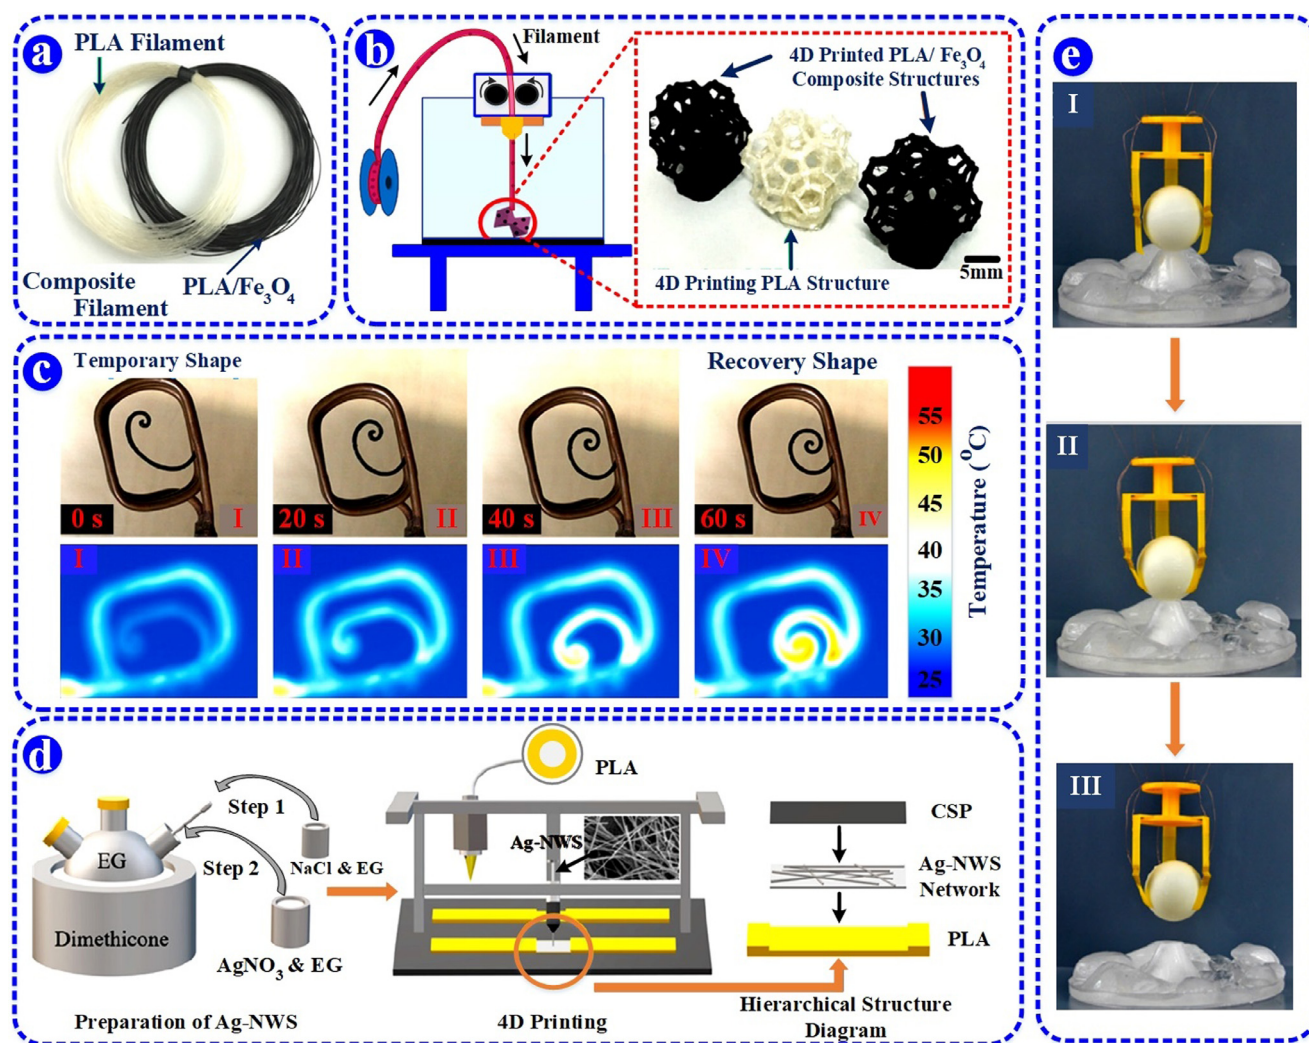 a
PLA Filament
Composite
Filament
PLA/Fe₃O₄
b
Filament
4D Printed PLA/ Fe₃O₄
Composite Structures
4D Printing PLA Structure
5mm
c
Temporary Shape
Recovery Shape
0 s
I
20 s
II
40 s
III
60 s
IV
I
II
III
IV
55
50
45
40
35
30
25
Temperature (⁰C)
d
EG
Dimethicone
Step 1
Step 2
NaCl & EG
AgNO₃ & EG
Preparation of Ag-NWS
PLA
Ag-NWS
4D Printing
CSP
Ag-NWS
Network
PLA
Hierarchical Structure
Diagram
e
I
II
III